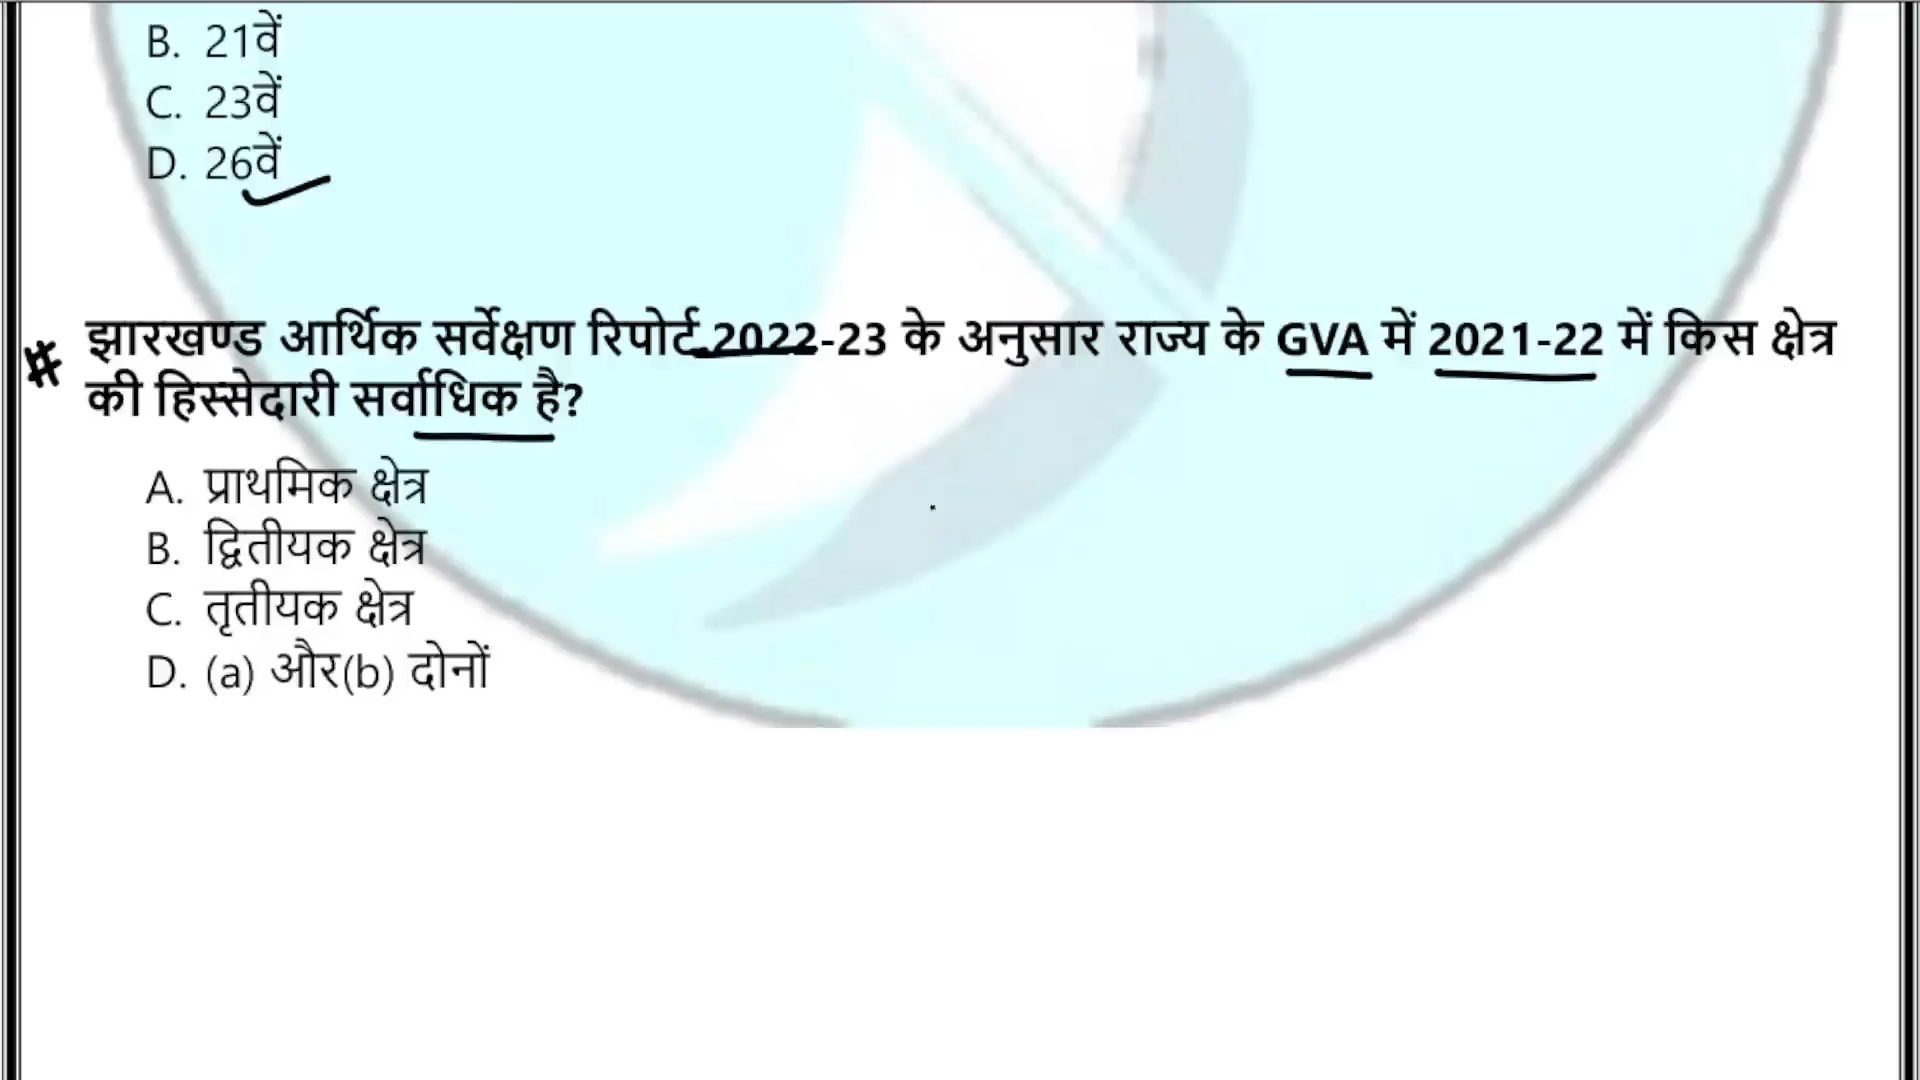 B. 21वें
C. 23वें
D. 26वें
# झारखण्ड आर्थिक सर्वेक्षण रिपोर्ट 2022-23 के अनुसार राज्य के GVA में 2021-22 में किस क्षेत्र
की हिस्सेदारी सर्वाधिक है?
A. प्राथमिक क्षेत्र
B. द्वितीयक क्षेत्र
C. तृतीयक क्षेत्र
D. (a) और(b) दोनों